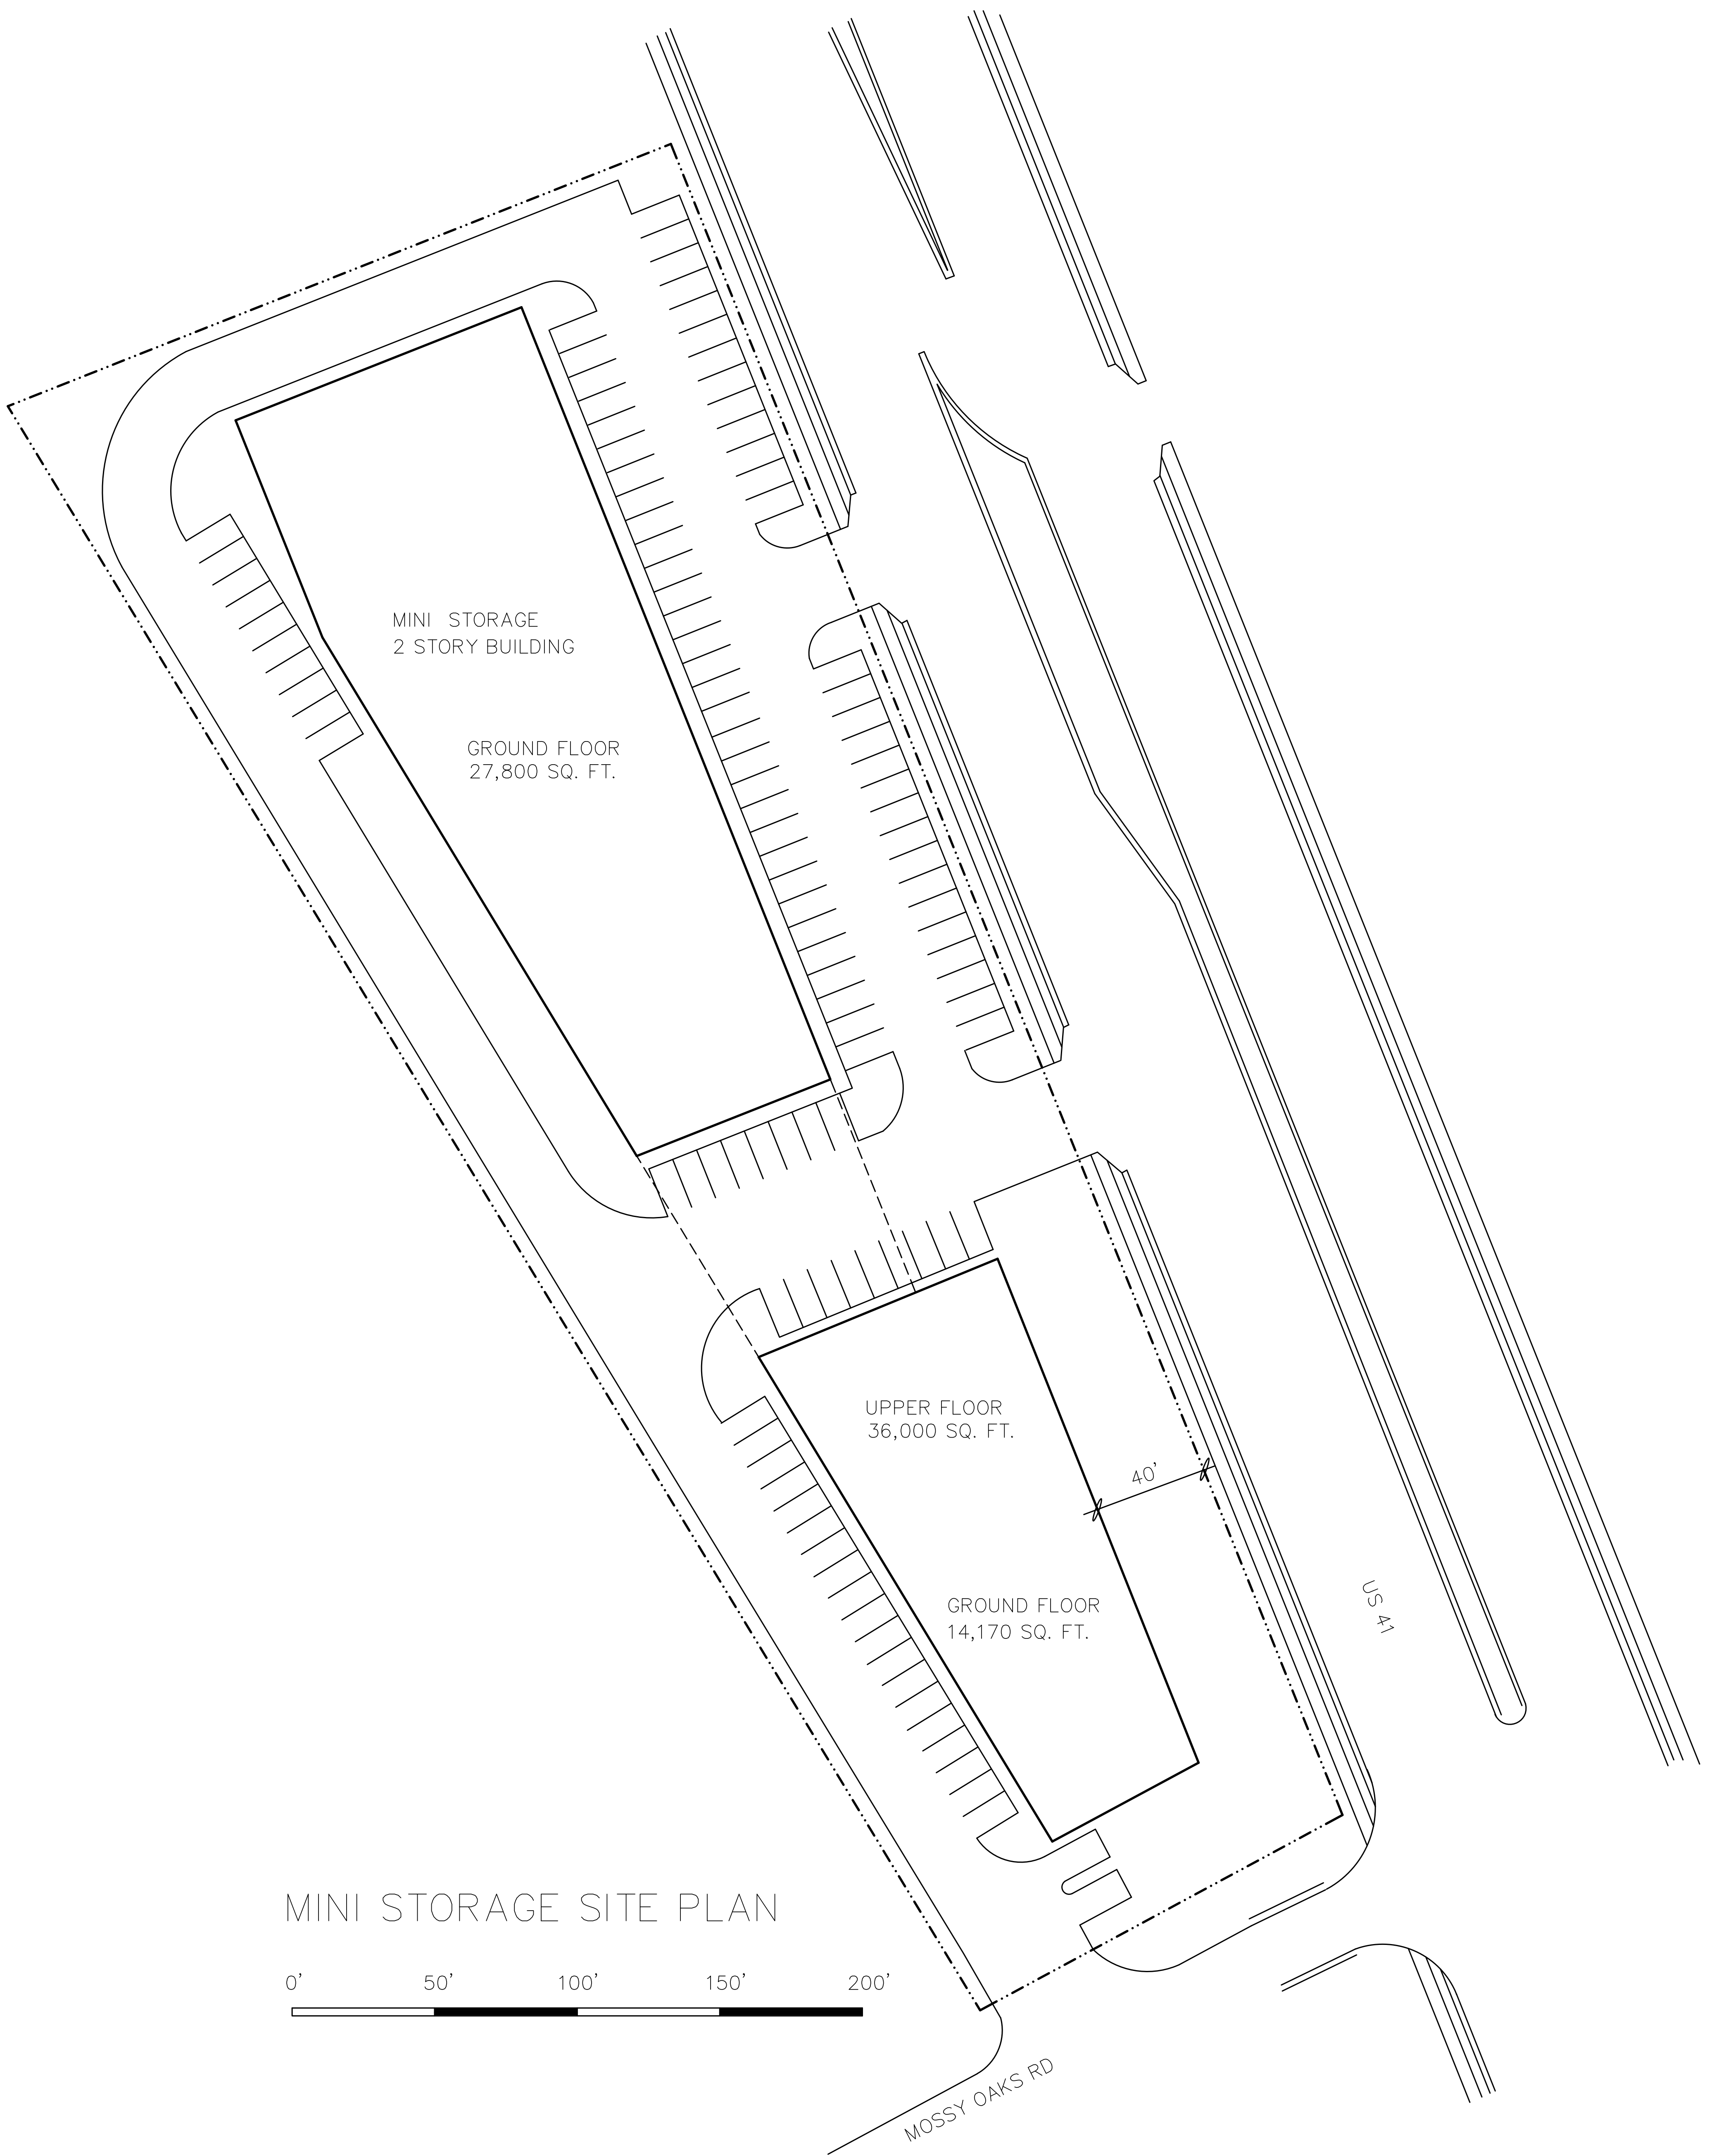 MINI STORAGE
2 STORY BUILDING
GROUND FLOOR
27,800 SQ. FT.
UPPER FLOOR
36,000 SQ. FT.
40'
GROUND FLOOR
14,170 SQ. FT.
US 41
MINI STORAGE SITE PLAN
0' 50' 100' 150' 200'
MOSSY OAKS RD